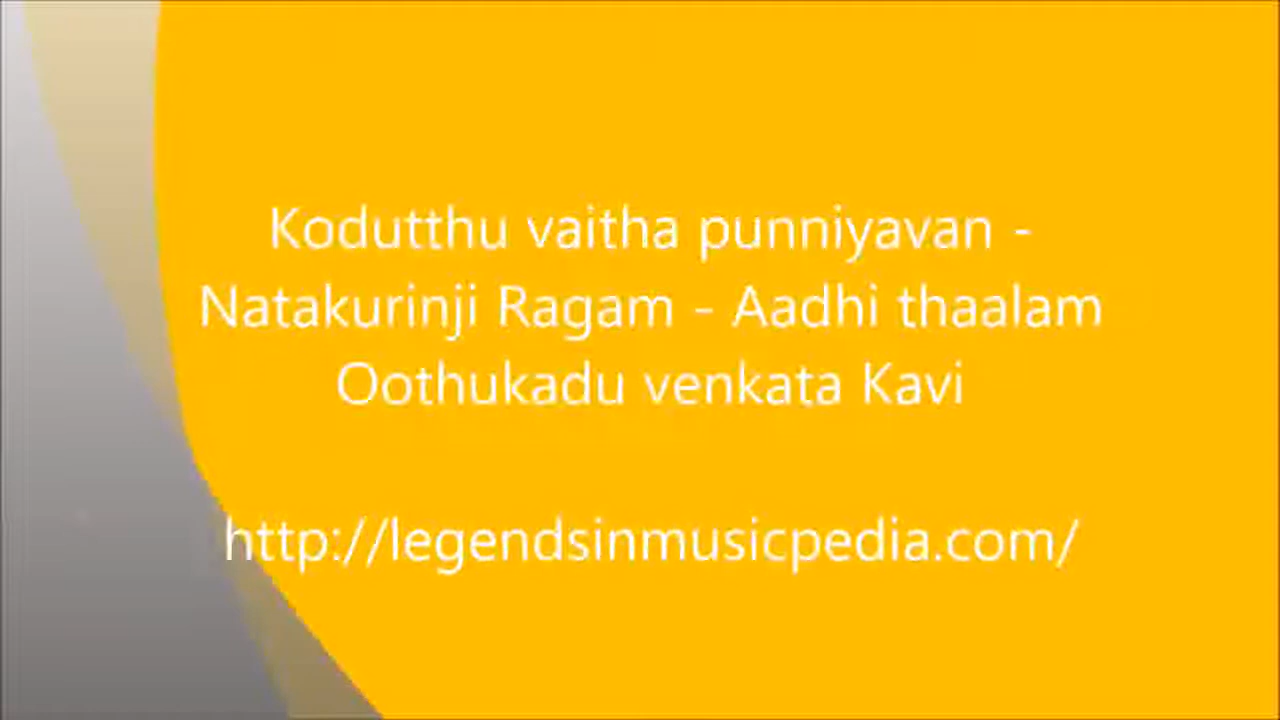 Kodutthu vaitha punniyavan -
Natakurinji Ragam - Aadhi thaalam
Oothukadu venkata Kavi
http://legendsinmusicpedia.com/